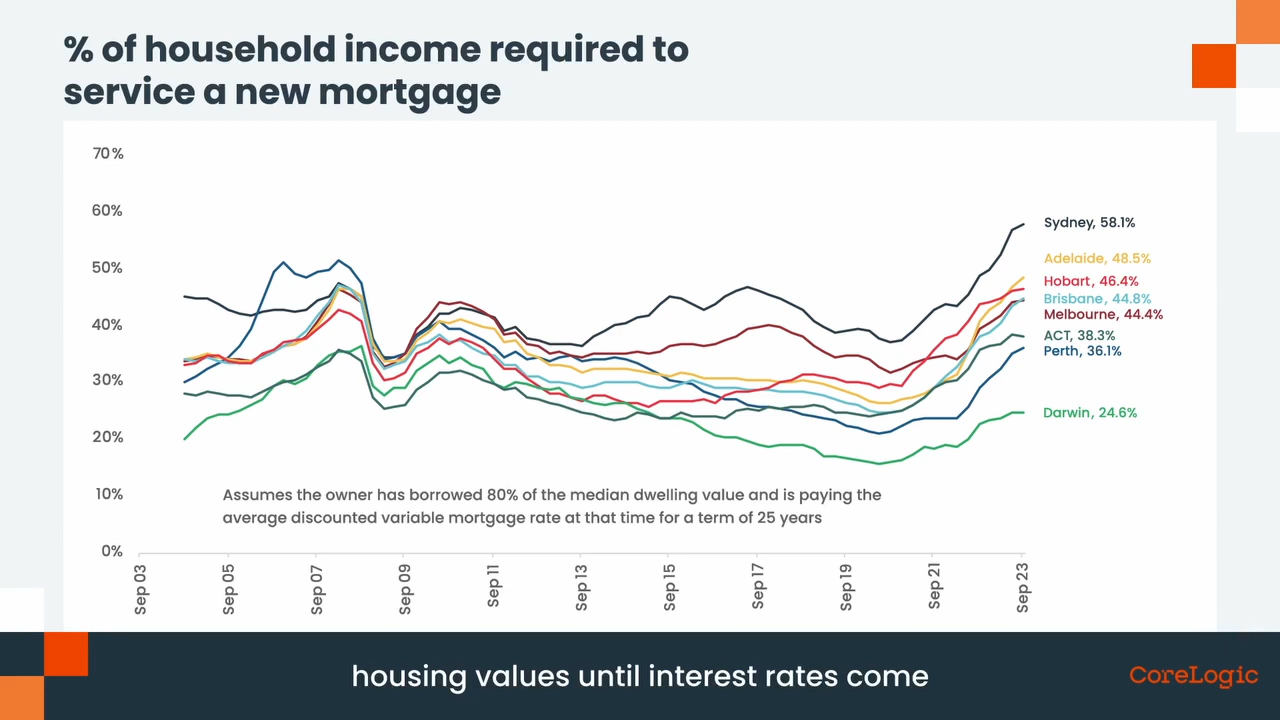 % of household income required to
service a new mortgage
70%
60%
50%
40%
30%
20%
10%
0%
Sydney, 58.1%
Adelaide, 48.5%
Hobart, 46.4%
Brisbane, 44.8%
Melbourne, 44.4%
ACT, 38.3%
Perth, 36.1%
Darwin, 24.6%
Assumes the owner has borrowed 80% of the median dwelling value and is paying the
average discounted variable mortgage rate at that time for a term of 25 years
Sep 03
Sep 05
Sep 07
Sep 09
Sep 11
Sep 13
Sep 15
Sep 17
Sep 19
Sep 21
Sep 23
housing values until interest rates come
CoreLogic